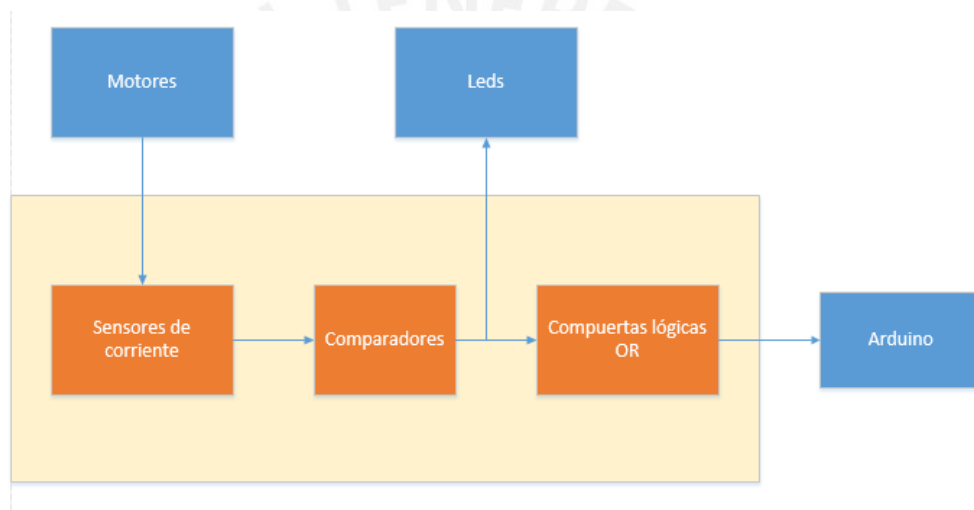 Motores
Leds
Sensores de
corriente
Comparadores
Compuertas lógicas
OR
Arduino